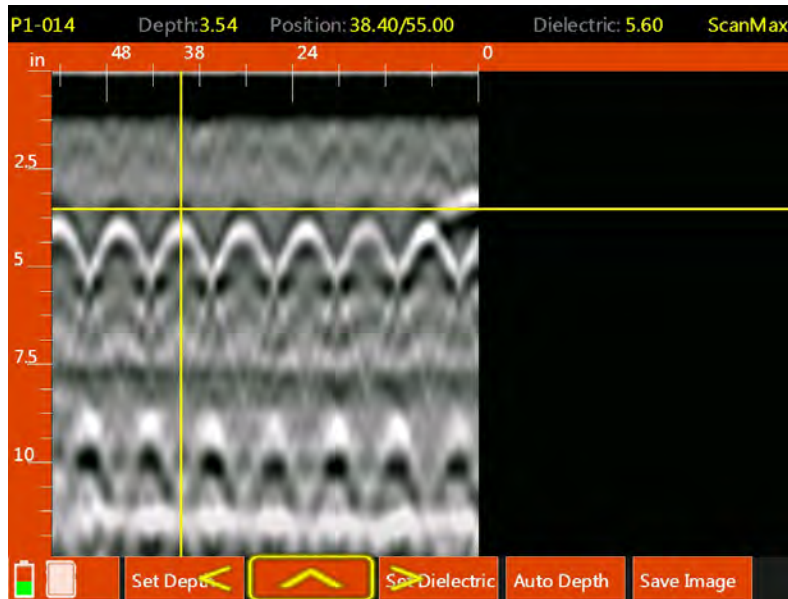 P1-014 Depth:3.54 Position: 38.40/55.00 Dielectric: 5.60 ScanMax
in 48 38 24 0
2.5
5
7.5
10
Set Depth < > Set Dielectric Auto Depth Save Image